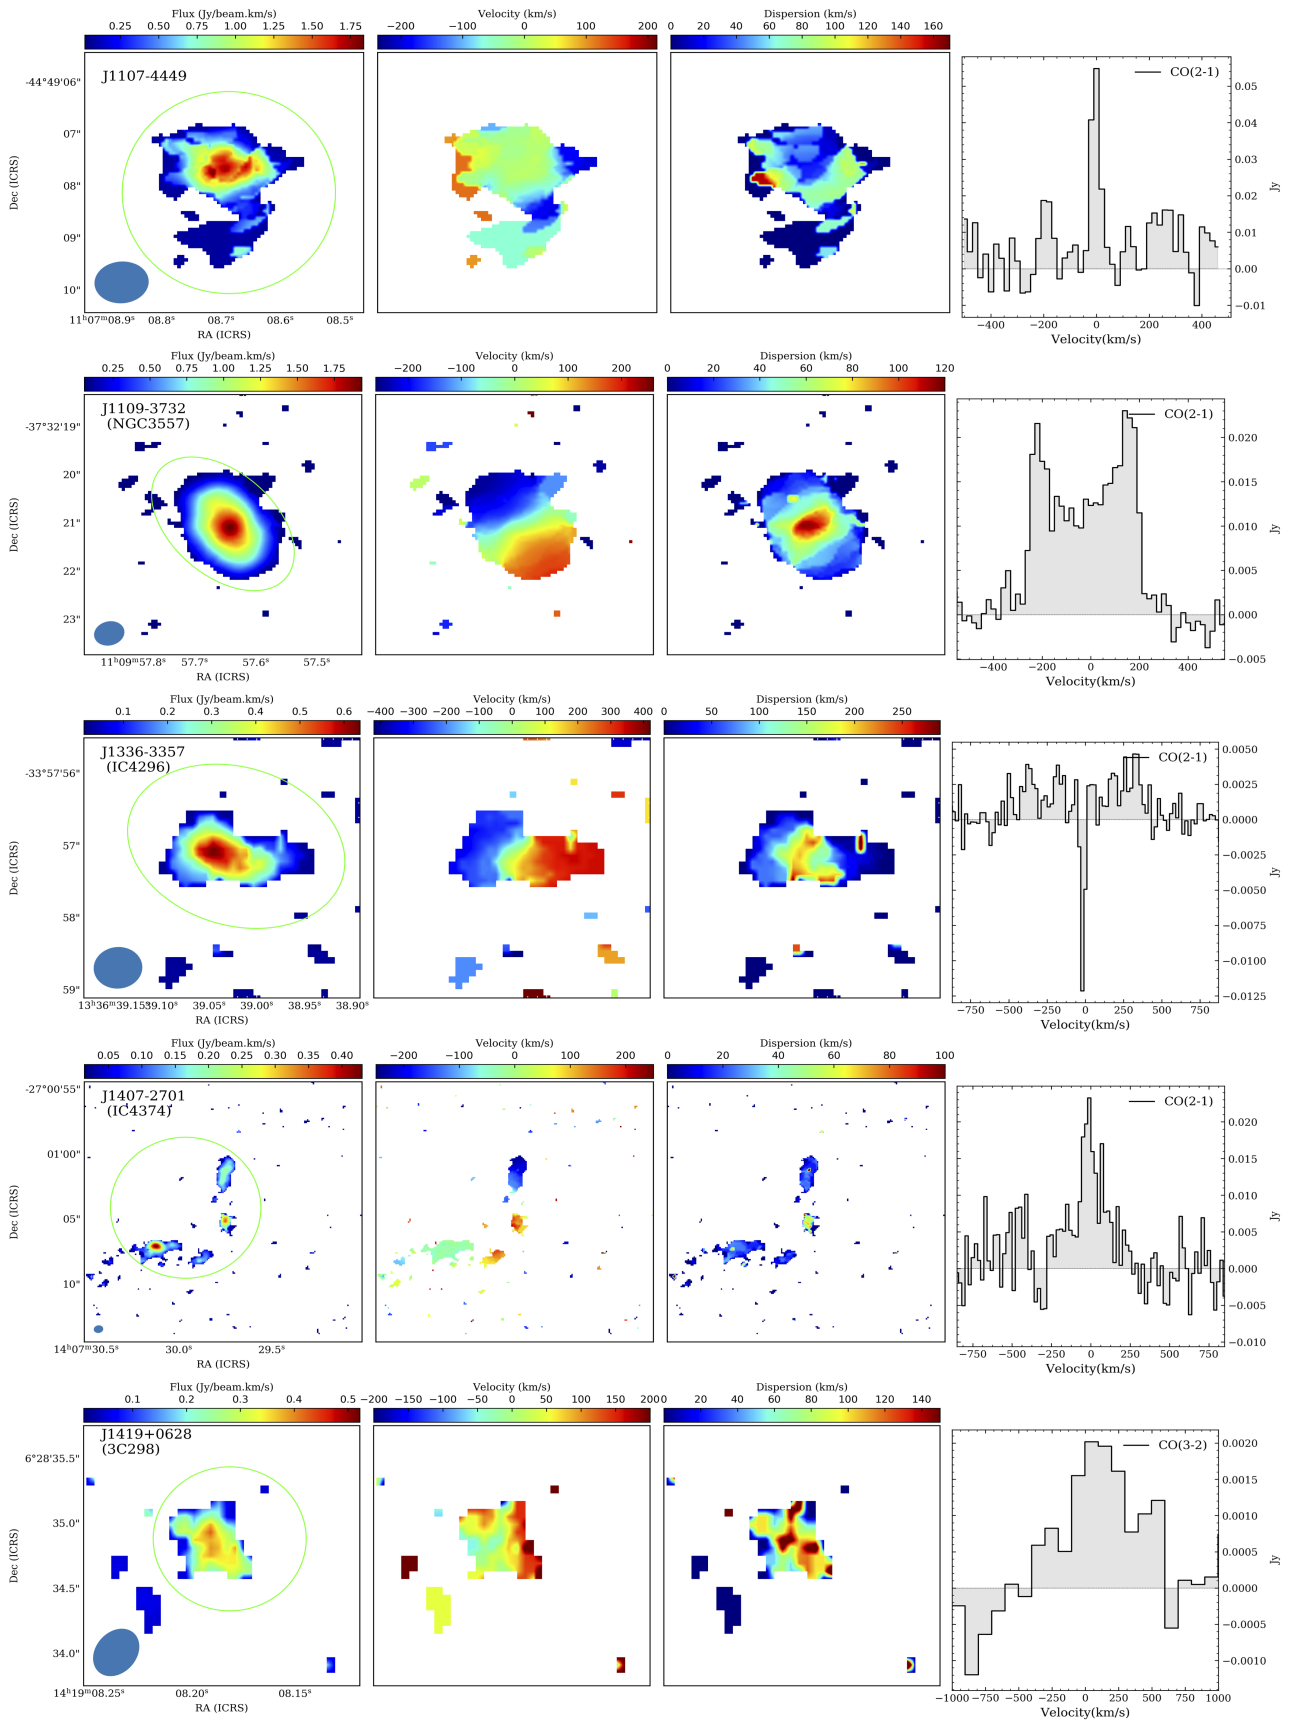 Flux (Jy/beam.km/s) Velocity (km/s) Dispersion (km/s)
0.25 0.50 0.75 1.00 1.25 1.50 1.75 −200 −100 0 100 200 0 20 40 60 80 100 120 140 160
J1107-4449
CO(2-1)
-44°49'06"
07"
08"
09"
10"
Dec (ICRS)
11ʰ07ᵐ08.9ˢ 08.8ˢ 08.7ˢ 08.6ˢ 08.5ˢ
RA (ICRS)
0.05
0.04
0.03
0.02
0.01
0.00
−0.01
Jy
−400 −200 0 200 400
Velocity(km/s)
Flux (Jy/beam.km/s) Velocity (km/s) Dispersion (km/s)
0.25 0.50 0.75 1.00 1.25 1.50 1.75 −200 −100 0 100 200 0 20 40 60 80 100 120
J1109-3732
(NGC3557)
CO(2-1)
-37°32'19"
20"
21"
22"
23"
Dec (ICRS)
11ʰ09ᵐ57.8ˢ 57.7ˢ 57.6ˢ 57.5ˢ
RA (ICRS)
0.020
0.015
0.010
0.005
0.000
−0.005
Jy
−400 −200 0 200 400
Velocity(km/s)
Flux (Jy/beam.km/s) Velocity (km/s) Dispersion (km/s)
0.1 0.2 0.3 0.4 0.5 0.6 −400 −300 −200 −100 0 100 200 300 400 0 50 100 150 200 250
J1336-3357
(IC4296)
CO(2-1)
-33°57'56"
57"
58"
59"
Dec (ICRS)
13ʰ36ᵐ39.15ˢ39.10ˢ 39.05ˢ 39.00ˢ 38.95ˢ 38.90ˢ
RA (ICRS)
0.0050
0.0025
0.0000
−0.0025
−0.0050
−0.0075
−0.0100
−0.0125
Jy
−750 −500 −250 0 250 500 750
Velocity(km/s)
Flux (Jy/beam.km/s) Velocity (km/s) Dispersion (km/s)
0.05 0.10 0.15 0.20 0.25 0.30 0.35 0.40 −200 −100 0 100 200 0 20 40 60 80 100
J1407-2701
(IC4374)
CO(2-1)
-27°00'55"
01'00"
05"
10"
Dec (ICRS)
14ʰ07ᵐ30.5ˢ 30.0ˢ 29.5ˢ
RA (ICRS)
0.020
0.015
0.010
0.005
0.000
−0.005
−0.010
Jy
−750 −500 −250 0 250 500 750
Velocity(km/s)
Flux (Jy/beam.km/s) Velocity (km/s) Dispersion (km/s)
0.1 0.2 0.3 0.4 0.5 −200 −150 −100 −50 0 50 100 150 200 0 20 40 60 80 100 120 140
J1419+0628
(3C298)
CO(3-2)
6°28'35.5"
35.0"
34.5"
34.0"
Dec (ICRS)
14ʰ19ᵐ08.25ˢ 08.20ˢ 08.15ˢ
RA (ICRS)
0.0020
0.0015
0.0010
0.0005
0.0000
−0.0005
−0.0010
Jy
−1000 −750 −500 −250 0 250 500 750 1000
Velocity(km/s)